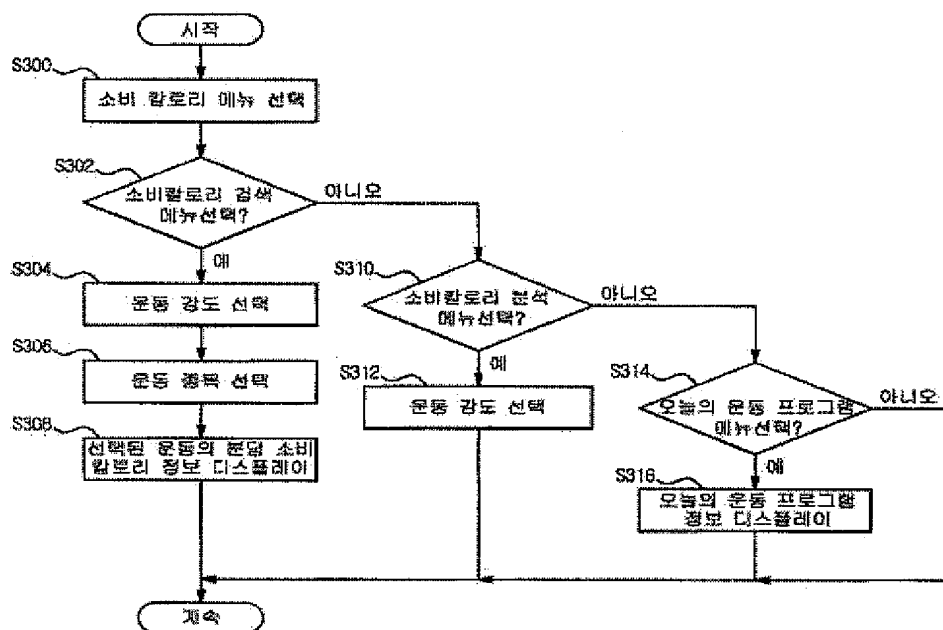 시작
S300
소비 칼로리 메뉴 선택
S302
소비칼로리 검색
메뉴선택?
아니오
예
S304
운동 강도 선택
S306
운동 종목 선택
S308
선택된 운동의 분당 소비
칼로리 정보 디스플레이
S310
소비칼로리 분석
메뉴선택?
아니오
예
S312
운동 강도 선택
S314
오늘의 운동 프로그램
메뉴선택?
아니오
예
S316
오늘의 운동 프로그램
정보 디스플레이
계속